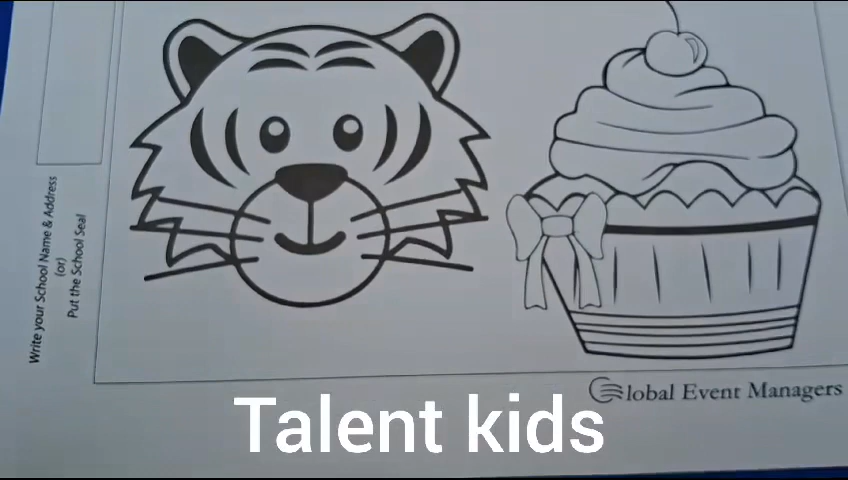 Write your School Name & Address
(or)
Put the School Seal
Global Event Managers
Talent kids